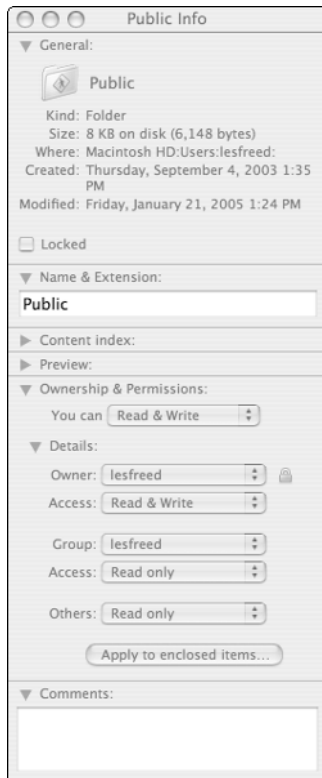 Public Info
General:
Public
Kind: Folder
Size: 8 KB on disk (6,148 bytes)
Where: Macintosh HD:Users:lesfreed:
Created: Thursday, September 4, 2003 1:35
PM
Modified: Friday, January 21, 2005 1:24 PM
Locked
Name & Extension:
Public
Content index:
Preview:
Ownership & Permissions:
You can Read & Write
Details:
Owner: lesfreed
Access: Read & Write
Group: lesfreed
Access: Read only
Others: Read only
Apply to enclosed items...
Comments: